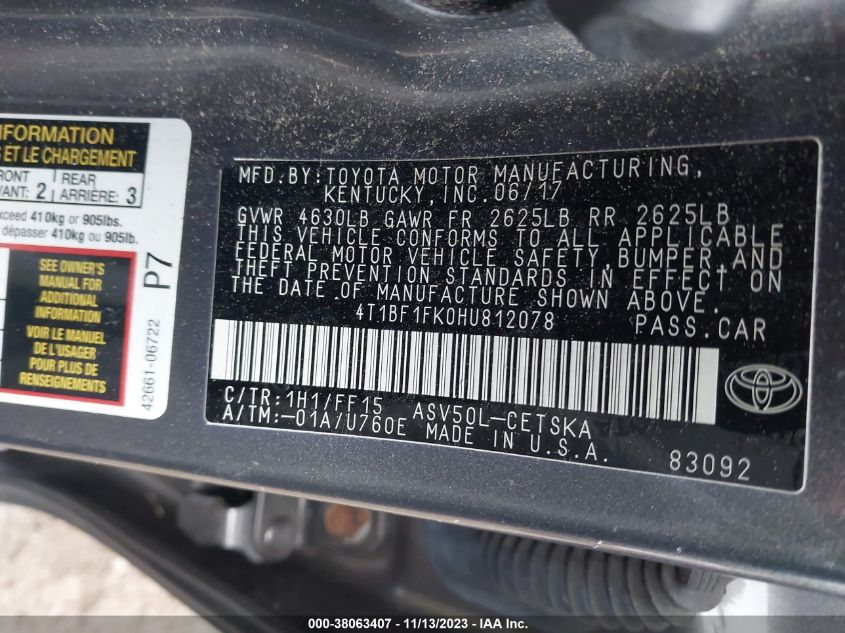 INFORMATION
S ET LE CHARGEMENT
FRONT REAR
AVANT: 2 ARRIÈRE: 3
exceed 410kg or 905lbs.
dépasser 410kg ou 905lb.
SEE OWNER'S
MANUAL FOR
ADDITIONAL
INFORMATION
VOIR LE MANUEL
DE L'USAGER
POUR PLUS DE
RENSEIGNEMENTS
P7
42661-06722
MFD.BY:TOYOTA MOTOR MANUFACTURING,
KENTUCKY,INC.06/17
GVWR 4630LB GAWR FR 2625LB RR 2625LB
THIS VEHICLE CONFORMS TO ALL APPLICABLE
FEDERAL MOTOR VEHICLE SAFETY,BUMPER,AND
THEFT PREVENTION STANDARDS IN EFFECT ON
THE DATE OF MANUFACTURE SHOWN ABOVE.
4T1BF1FK0HU812078 PASS.CAR
C/TR:1H1/FF15 ASV50L-CETSKA
A/TM:-01A/U760E MADE IN U.S.A.
83092
000-38063407 - 11/13/2023 - IAA, Inc.